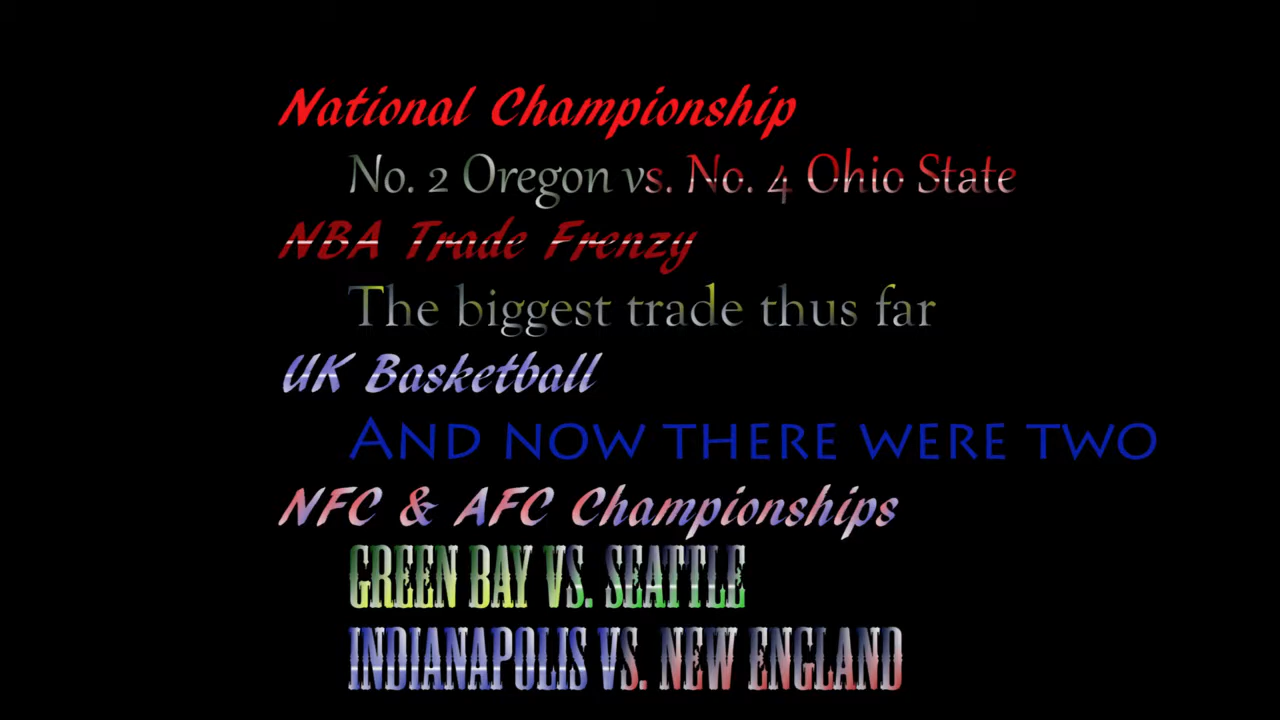 National Championship
No. 2 Oregon vs. No. 4 Ohio State
NBA Trade Frenzy
The biggest trade thus far
UK Basketball
And now there were two
NFC & AFC Championships
GREEN BAY VS. SEATTLE
INDIANAPOLIS VS. NEW ENGLAND